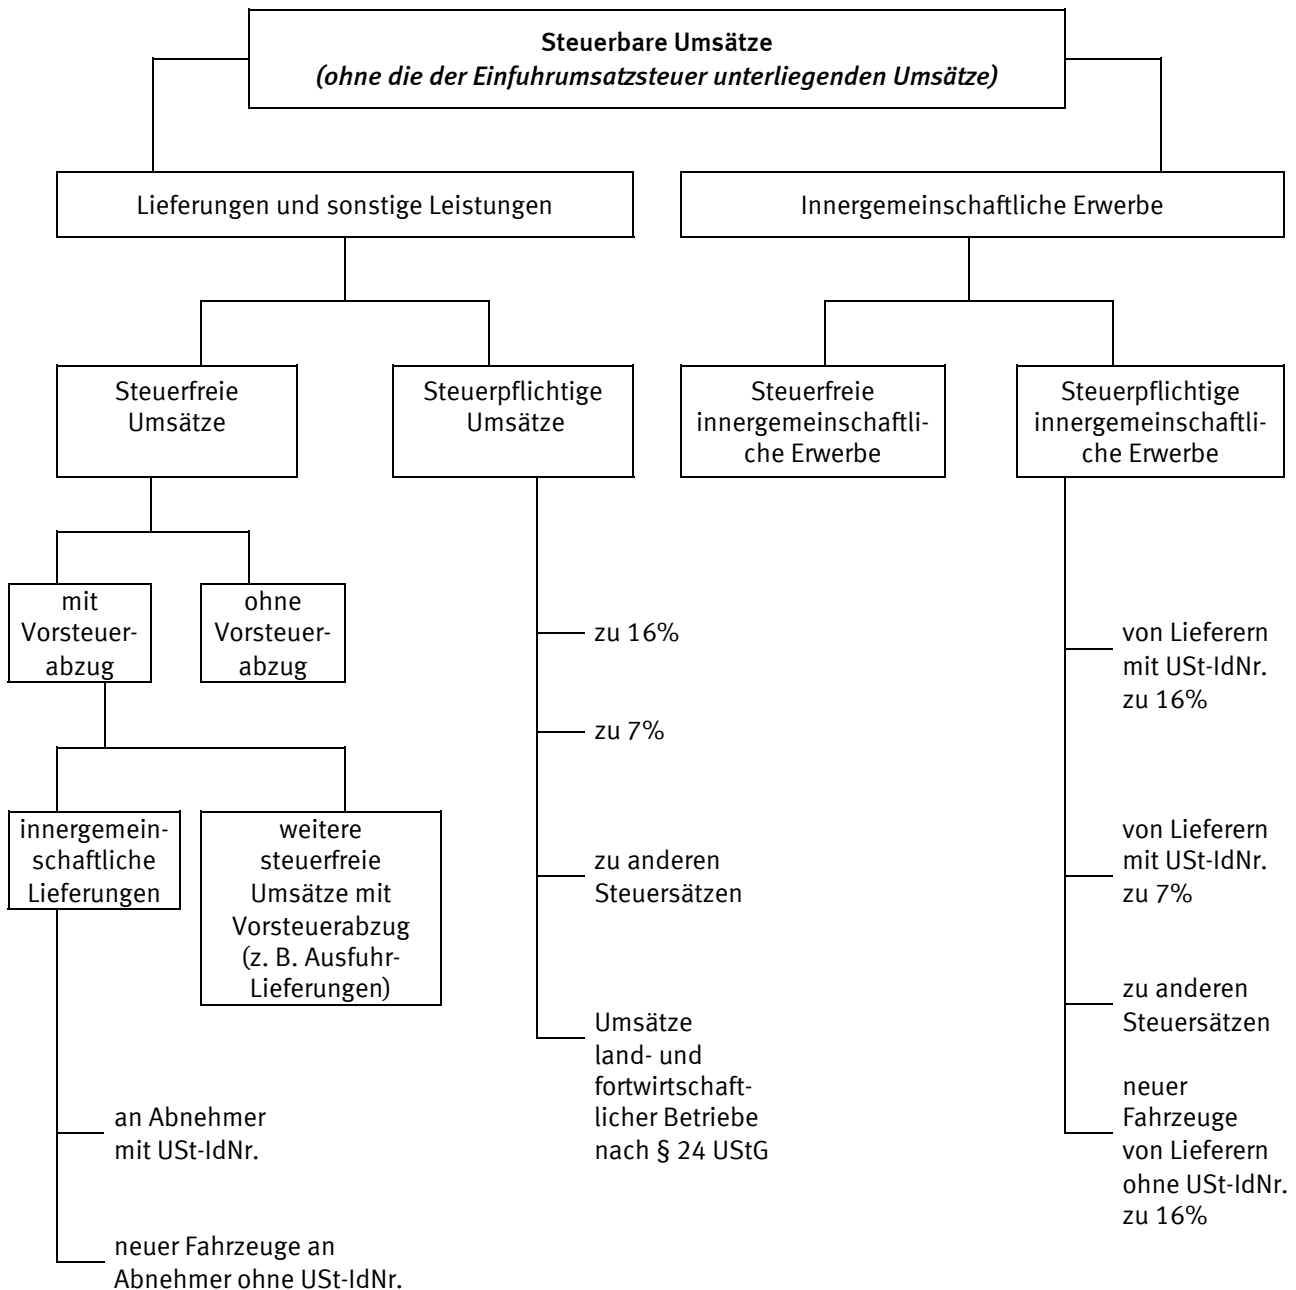 Steuerbare Umsätze
(ohne die der Einfuhrumsatzsteuer unterliegenden Umsätze)
Lieferungen und sonstige Leistungen
Innergemeinschaftliche Erwerbe
Steuerfreie
Umsätze
Steuerpflichtige
Umsätze
Steuerfreie
innergemeinschaftli-
che Erwerbe
Steuerpflichtige
innergemeinschaftli-
che Erwerbe
mit
Vorsteuer-
abzug
ohne
Vorsteuer-
abzug
innergemein-
schaftliche
Lieferungen
weitere
steuerfreie
Umsätze mit
Vorsteuerabzug
(z. B. Ausfuhr-
Lieferungen)
an Abnehmer
mit USt-IdNr.
neuer Fahrzeuge an
Abnehmer ohne USt-IdNr.
zu 16%
zu 7%
zu anderen
Steuersätzen
Umsätze
land- und
fortwirtschaft-
licher Betriebe
nach § 24 UStG
von Lieferern
mit USt-IdNr.
zu 16%
von Lieferern
mit USt-IdNr.
zu 7%
zu anderen
Steuersätzen
neuer
Fahrzeuge
von Lieferern
ohne USt-IdNr.
zu 16%